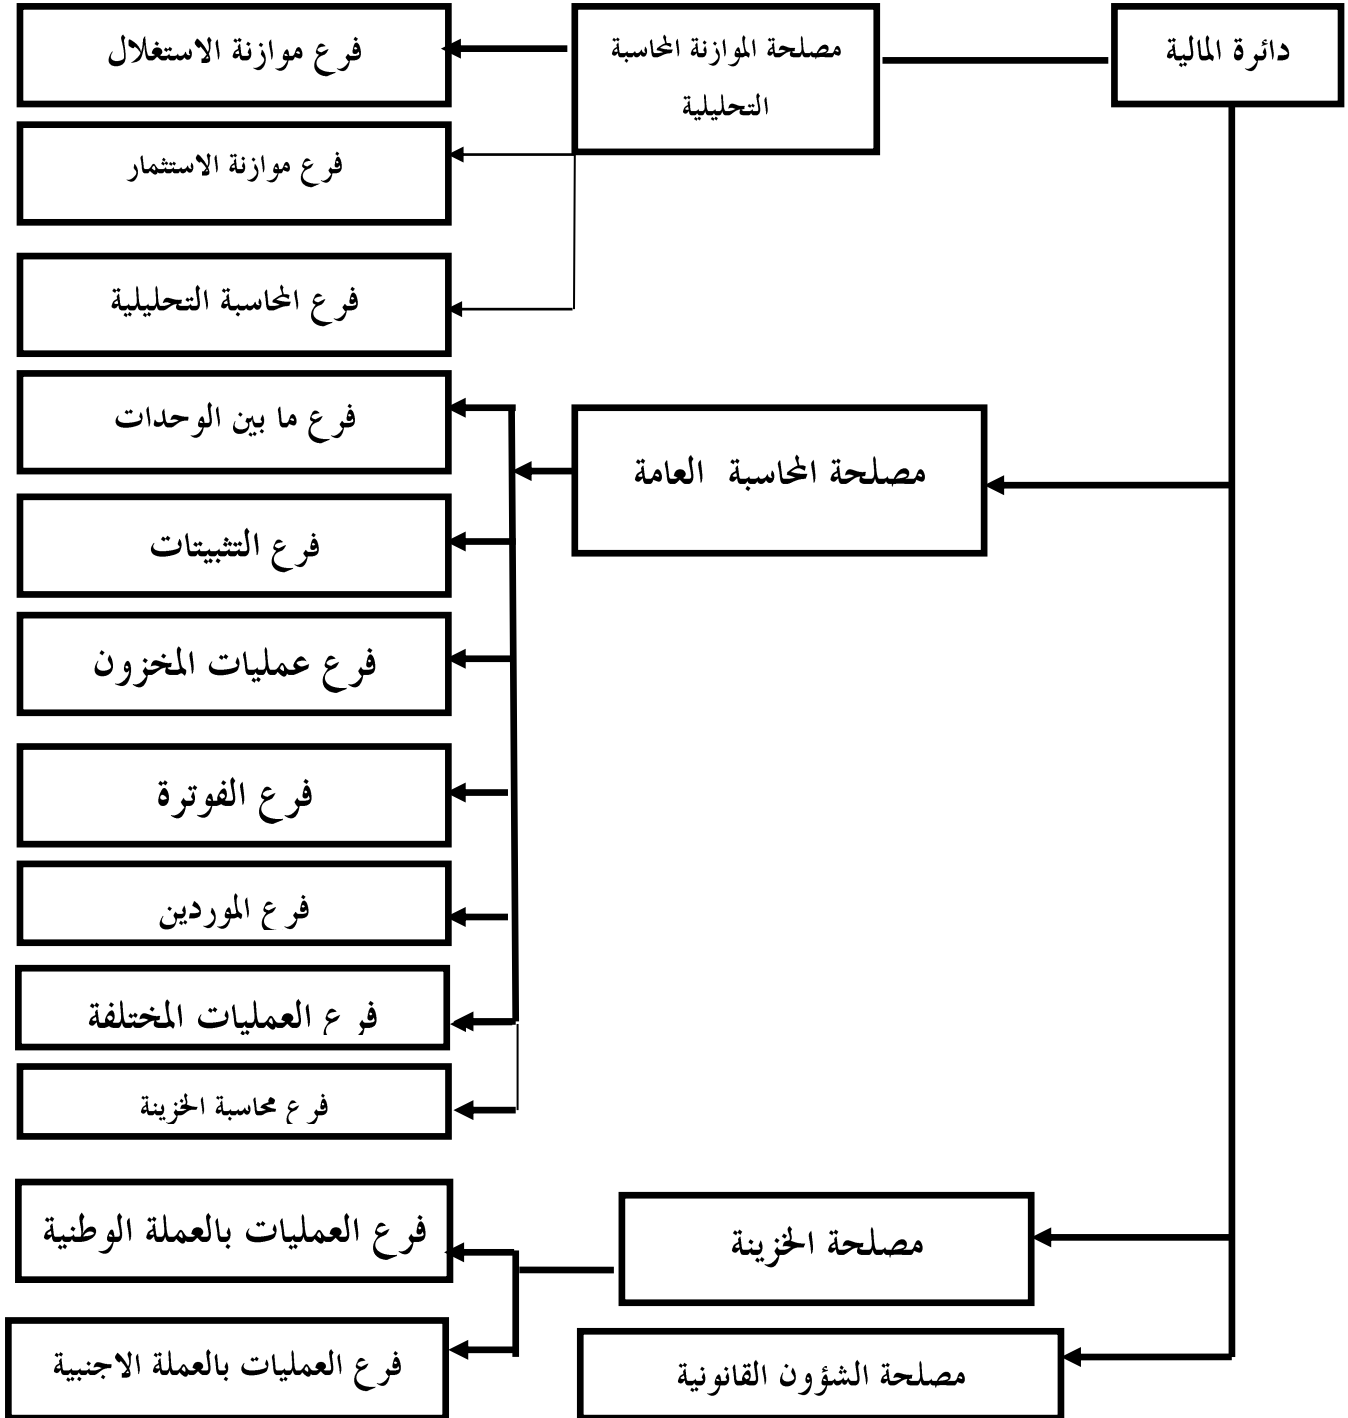 دائرة المالية
مصلحة الموازنة المحاسبة
التحليلية
فرع موازنة الاستغلال
فرع موازنة الاستثمار
فرع المحاسبة التحليلية
مصلحة المحاسبة العامة
فرع ما بين الوحدات
فرع التثبيتات
فرع عمليات المخزون
فرع الفوترة
فرع الموردين
فرع العمليات المختلفة
فرع محاسبة الخزينة
مصلحة الخزينة
فرع العمليات بالعملة الوطنية
فرع العمليات بالعملة الاجنبية
مصلحة الشؤون القانونية